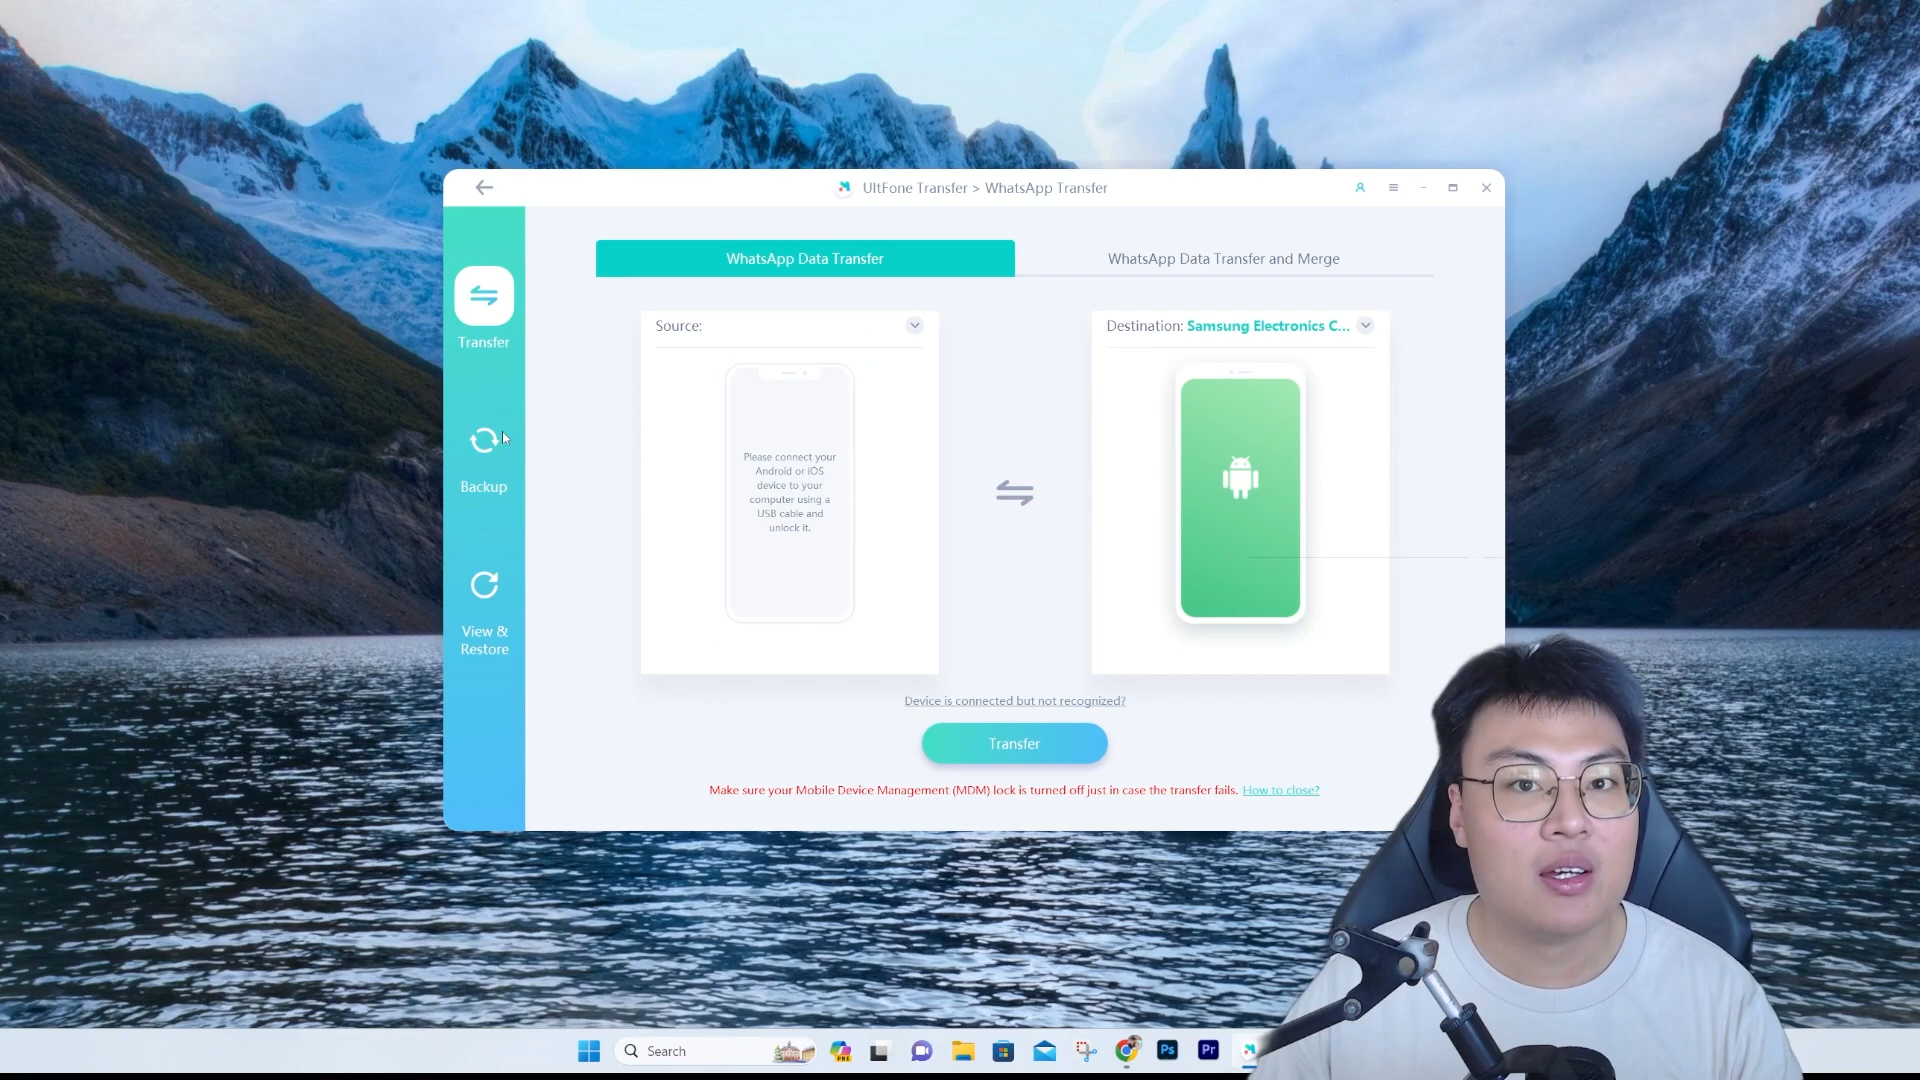 UltFone Transfer > WhatsApp Transfer
WhatsApp Data Transfer
WhatsApp Data Transfer and Merge
Transfer
Backup
View &
Restore
Source:
Please connect your
Android or iOS
device to your
computer using a
USB cable and
unlock it.
Destination: Samsung Electronics C...
Device is connected but not recognized?
Transfer
Make sure your Mobile Device Management (MDM) lock is turned off just in case the transfer fails. How to close?
Search
PRE
Ps
Pr